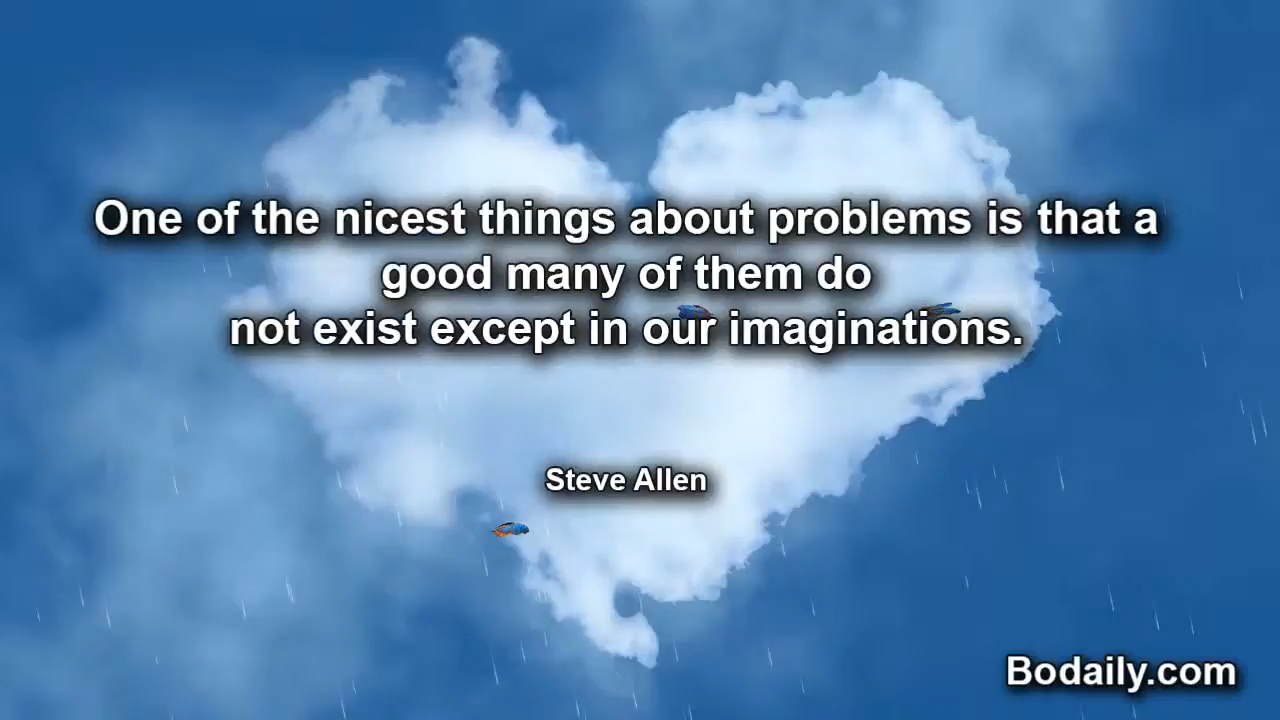 One of the nicest things about problems is that a
good many of them do
not exist except in our imaginations.
Steve Allen
Bodaily.com